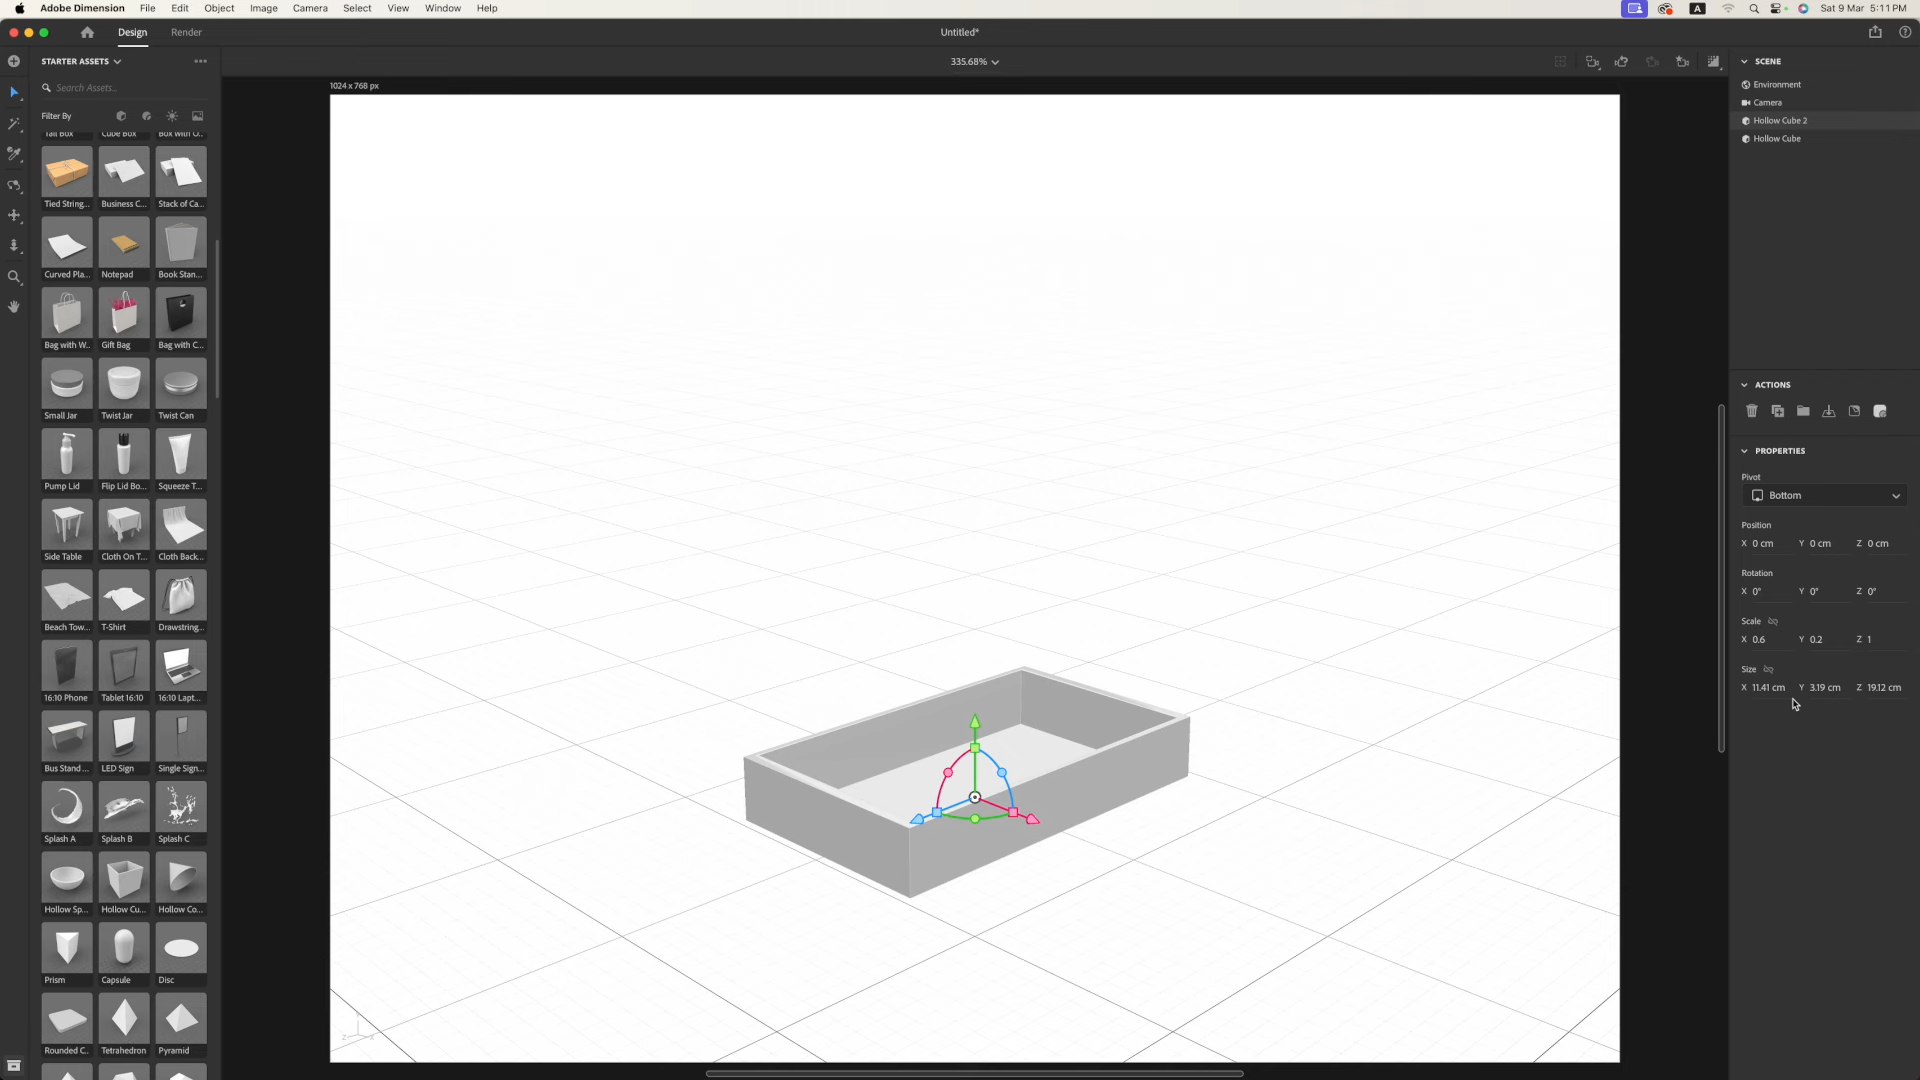 Adobe Dimension File Edit Object Image Camera Select View Window Help
A
Sat 9 Mar 5:11 PM
Design Render
Untitled*
STARTER ASSETS
335.68%
Search Assets...
1024 x 768 px
Filter By
Tall Box Cube Box Box with O...
Tied String... Business C... Stack of Ca...
Curved Pla... Notepad Book Stan...
Bag with W... Gift Bag Bag with C...
Small Jar Twist Jar Twist Can
Pump Lid Flip Lid Bo... Squeeze T...
Side Table Cloth On T... Cloth Back...
Beach Tow... T-Shirt Drawstring...
16:10 Phone Tablet 16:10 16:10 Lapt...
Bus Stand ... LED Sign Single Sign...
Splash A Splash B Splash C
Hollow Sp... Hollow Cu... Hollow Co...
Prism Capsule Disc
Rounded C... Tetrahedron Pyramid
Z X
SCENE
Environment
Camera
Hollow Cube 2
Hollow Cube
ACTIONS
PROPERTIES
Pivot
Bottom
Position
X 0 cm Y 0 cm Z 0 cm
Rotation
X 0° Y 0° Z 0°
Scale
X 0.6 Y 0.2 Z 1
Size
X 11.41 cm Y 3.19 cm Z 19.12 cm